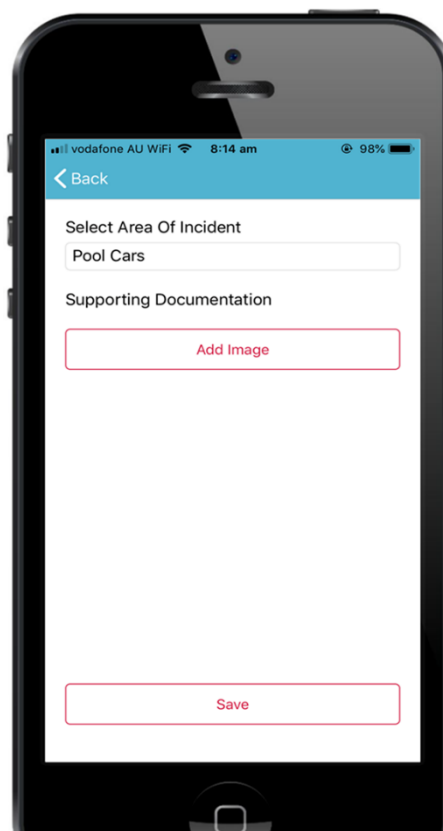 vodafone AU WiFi 8:14 am 98%
Back
Select Area Of Incident
Pool Cars
Supporting Documentation
Add Image
Save